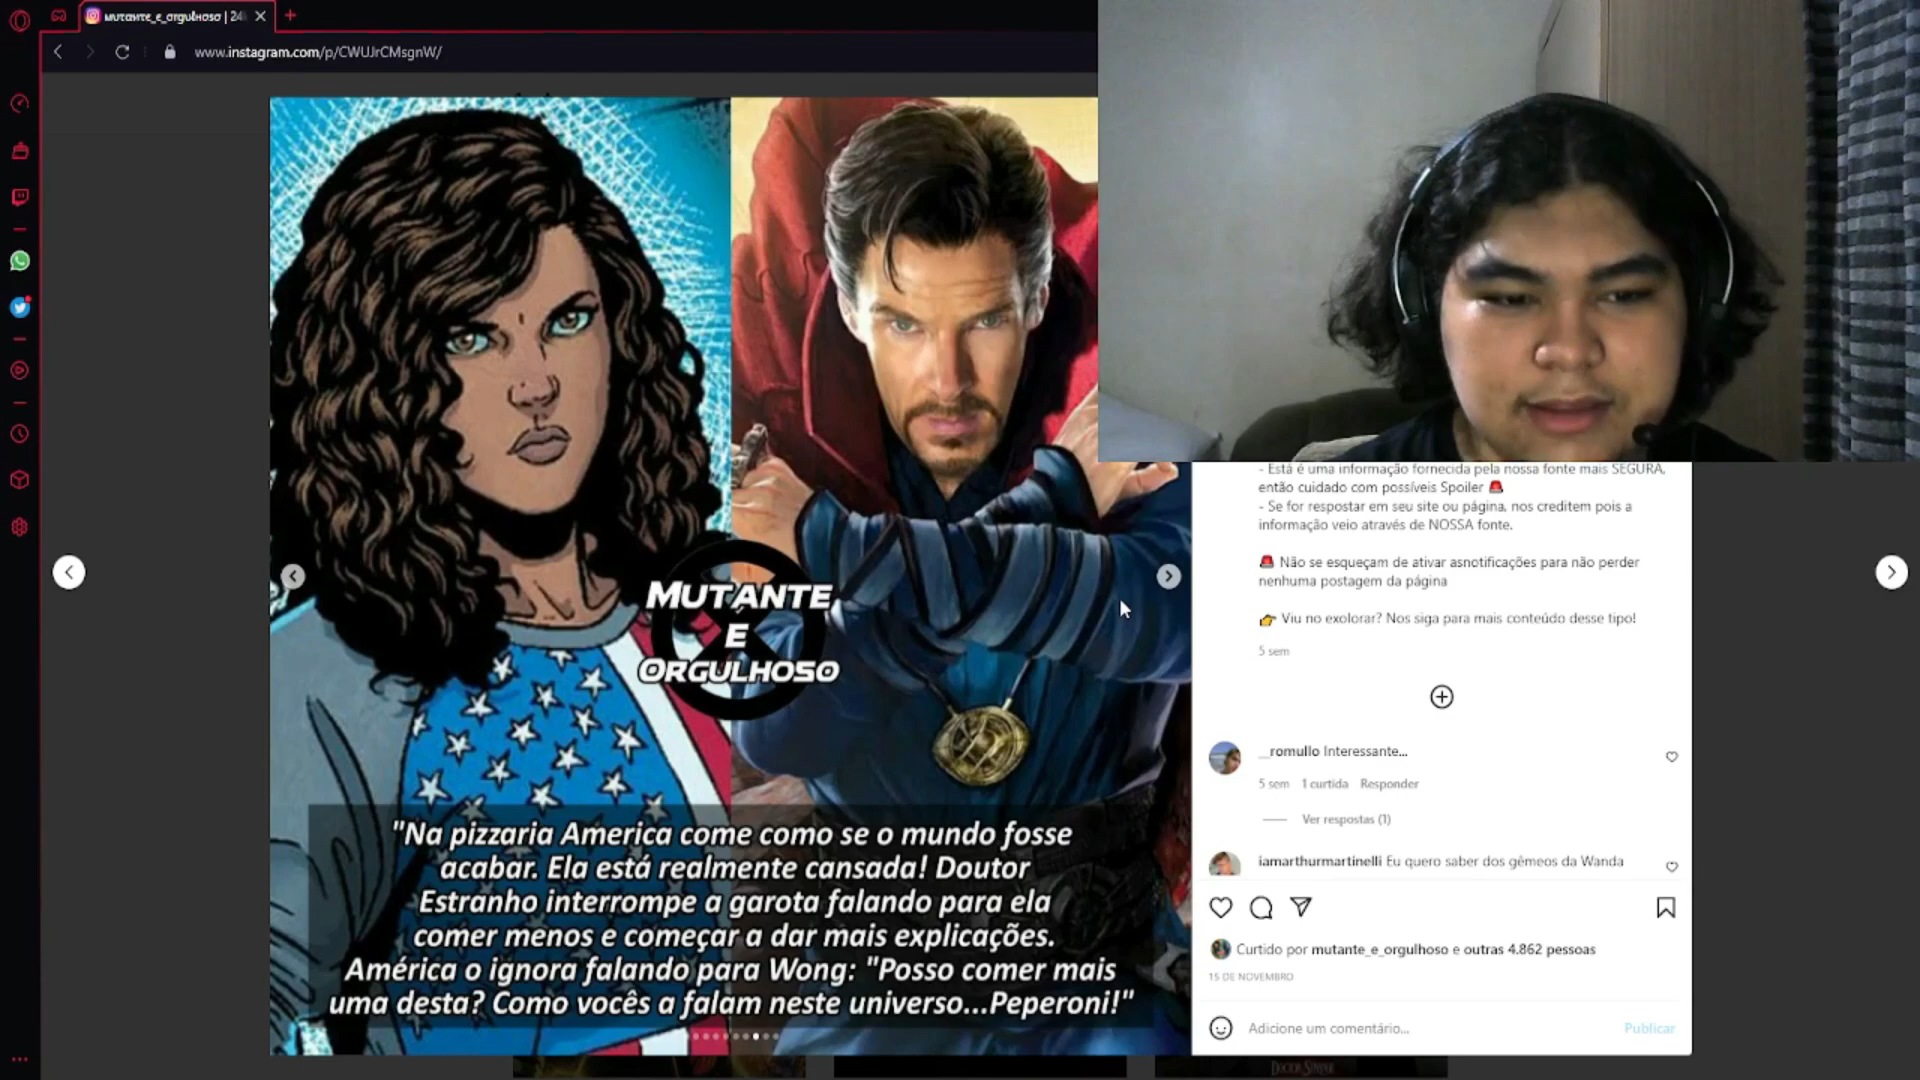 мυтαите_e_σrgυℓнσsσ | 24
www.instagram.com/p/CWUJrCMsgnW/
MUTANTE
E
ORGULHOSO
"Na pizzaria America come como se o mundo fosse
acabar. Ela está realmente cansada! Doutor
Estranho interrompe a garota falando para ela
comer menos e começar a dar mais explicações.
América o ignora falando para Wong: "Posso comer mais
uma desta? Como vocês a falam neste universo...Peperoni!"
- Está é uma informação fornecida pela nossa fonte mais SEGURA,
então cuidado com possíveis Spoiler 🚨
- Se for respostar em seu site ou página, nos creditem pois a
informação veio através de NOSSA fonte.
🚨 Não se esqueçam de ativar asnotificações para não perder
nenhuma postagem da página
👉 Viu no exolorar? Nos siga para mais conteúdo desse tipo!
5 sem
__romullo Interessante...
5 sem 1 curtida Responder
Ver respostas (1)
iamarthurmartinelli Eu quero saber dos gêmeos da Wanda
Curtido por mutante_e_orgulhoso e outras 4.862 pessoas
15 DE NOVEMBRO
Adicione um comentário...
Publicar
DOCTOR STRANGE